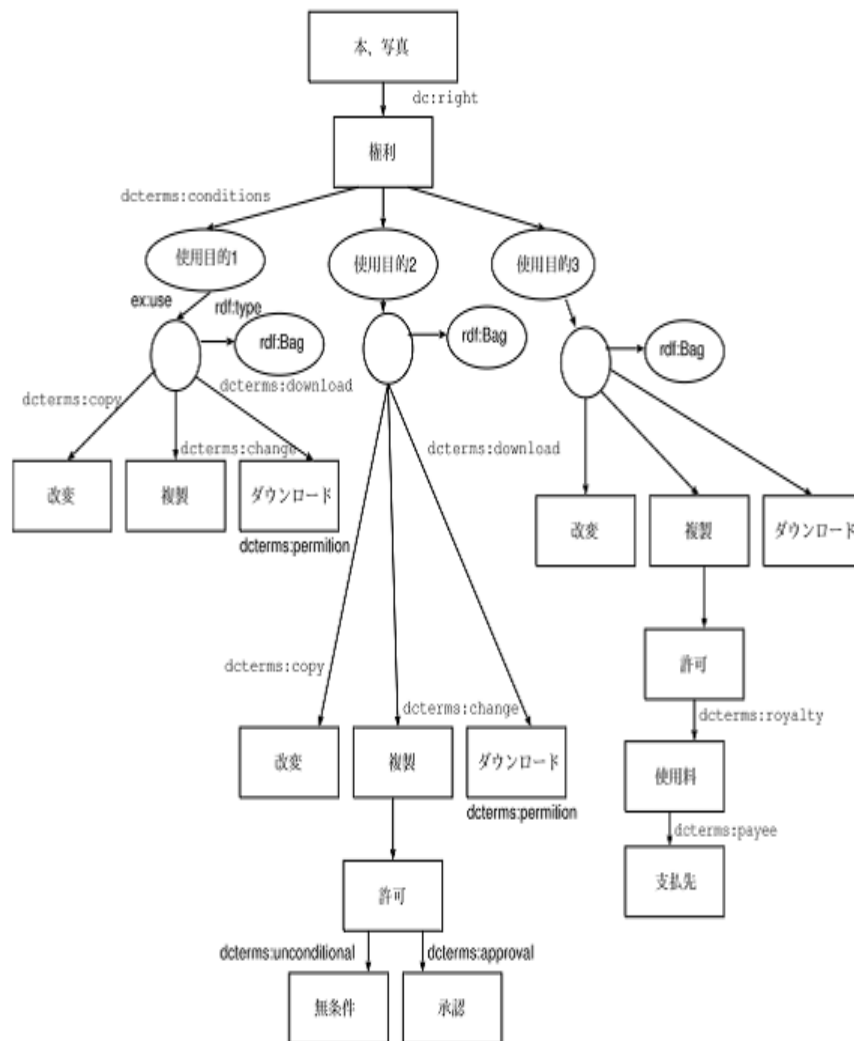 本、写真
dc:right
権利
dcterms:conditions
使用目的1
使用目的2
使用目的3
ex:use
rdf:type
rdf:Bag
rdf:Bag
rdf:Bag
dcterms:download
dcterms:copy
dcterms:change
dcterms:download
改変
複製
ダウンロード
dcterms:permition
改変
複製
ダウンロード
許可
dcterms:copy
dcterms:change
dcterms:royalty
改変
複製
ダウンロード
使用料
dcterms:permition
dcterms:payee
許可
支払先
dcterms:unconditional
dcterms:approval
無条件
承認